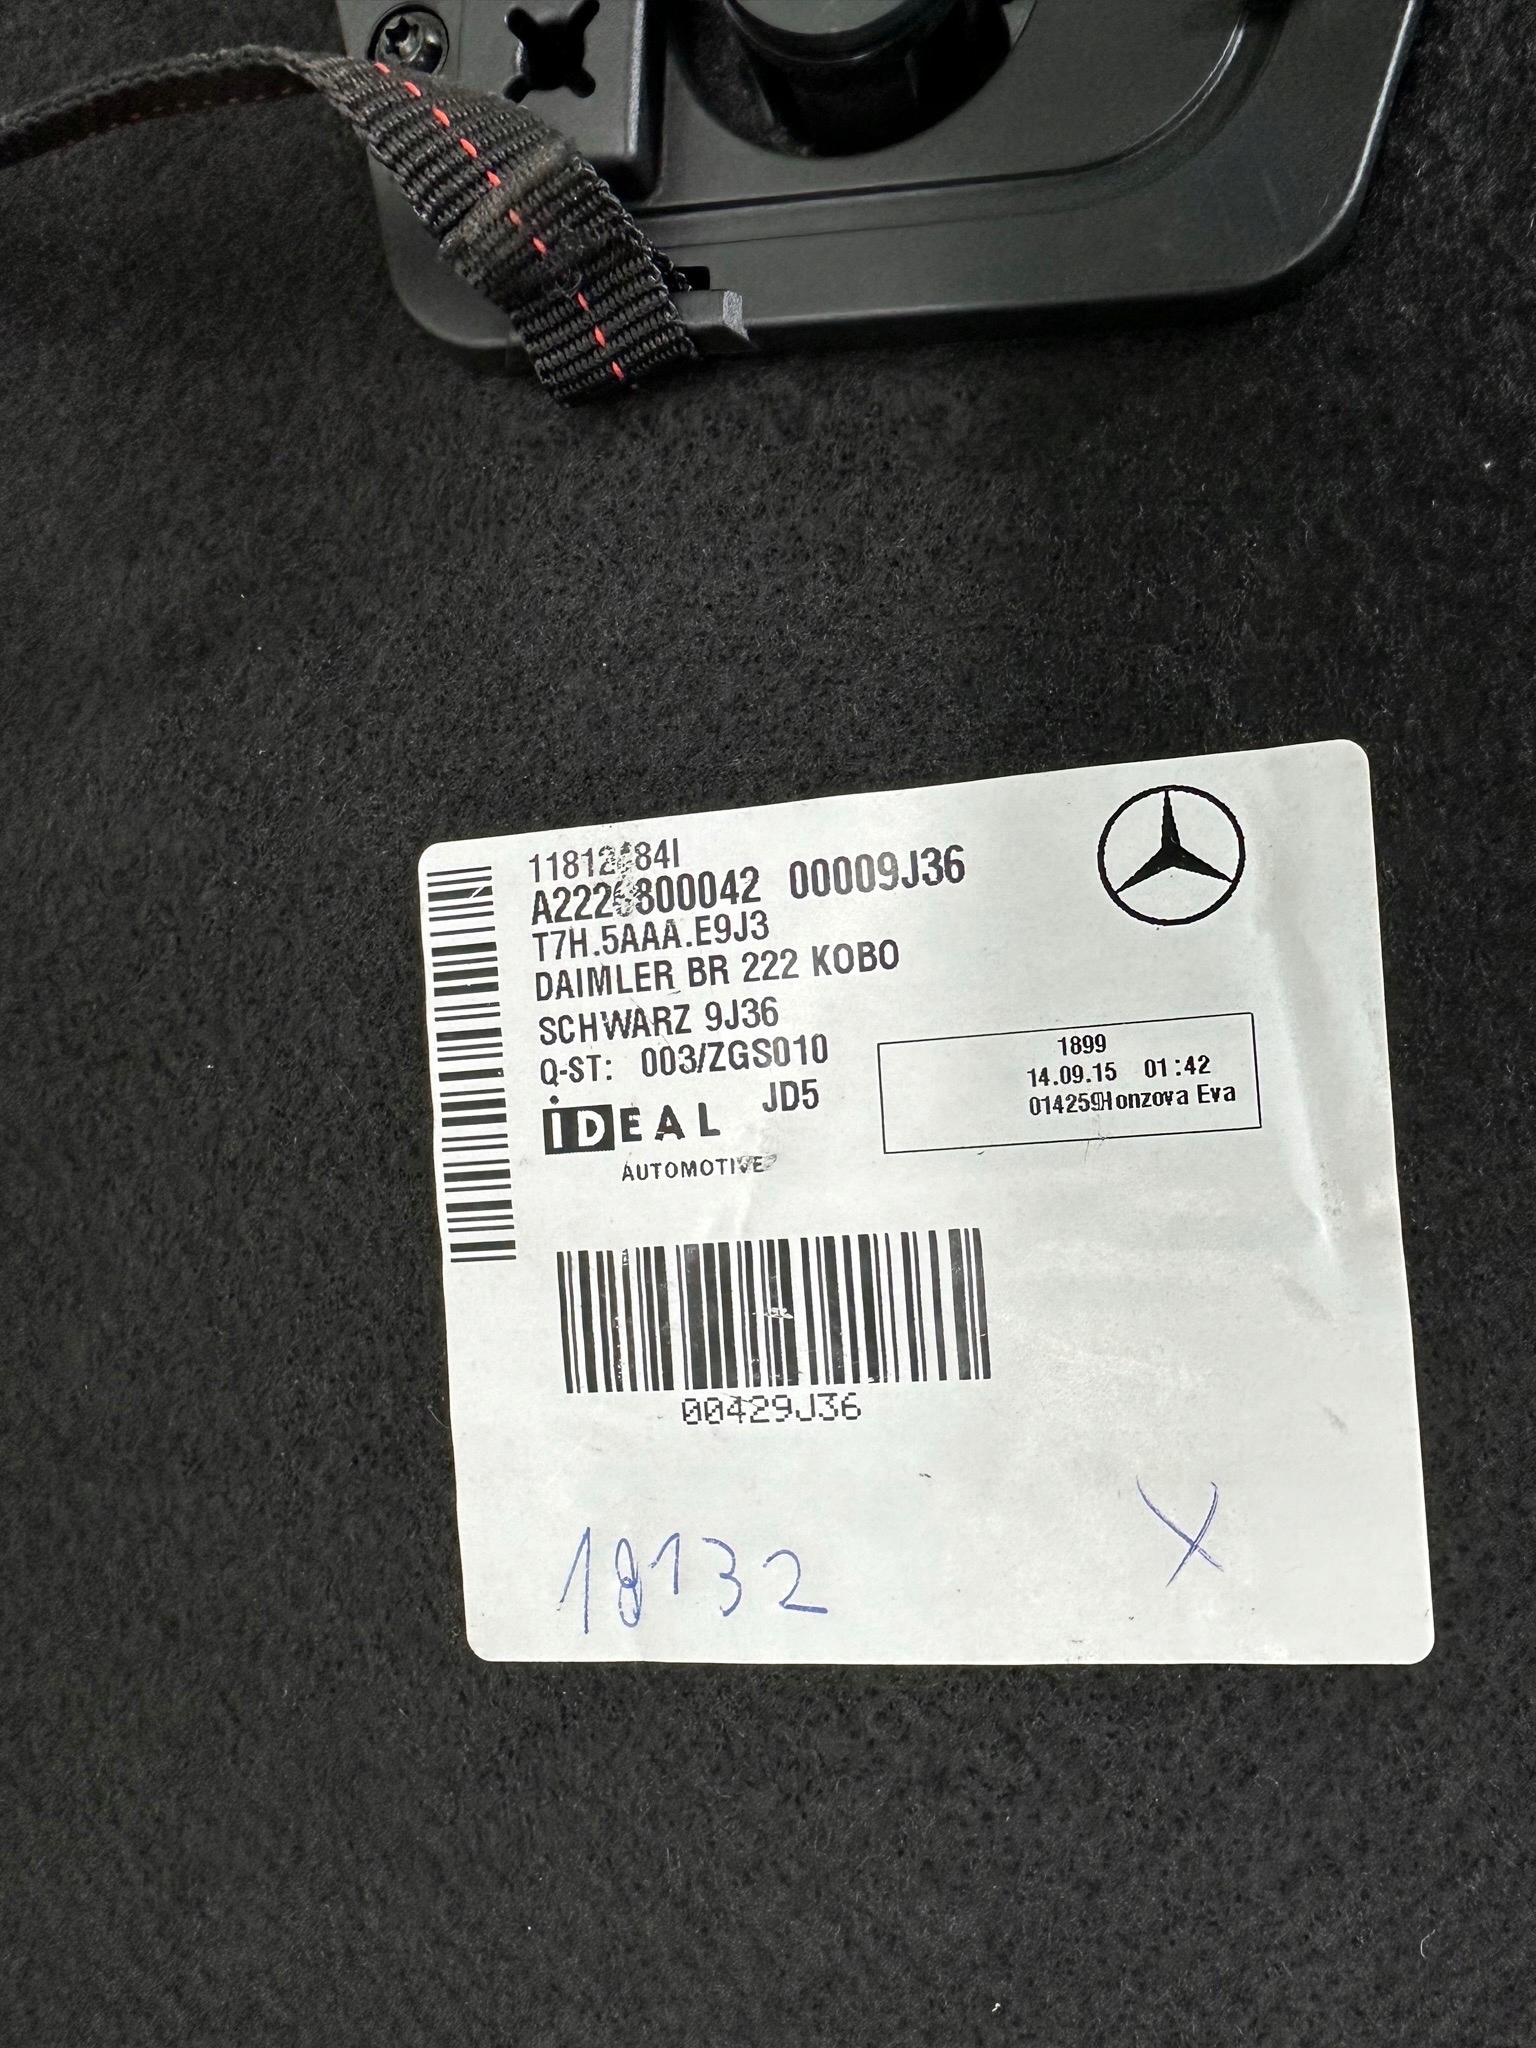 A2226800042 00009J36
T7H.5AAA.E9J3
DAIMLER BR 222 KOBO
SCHWARZ 9J36
Q-ST: 003/ZGS010
JD5
iDEAL
AUTOMOTIVE
1899
14.09.15 01:42
014259Honzova Eva
00429J36
18132
X